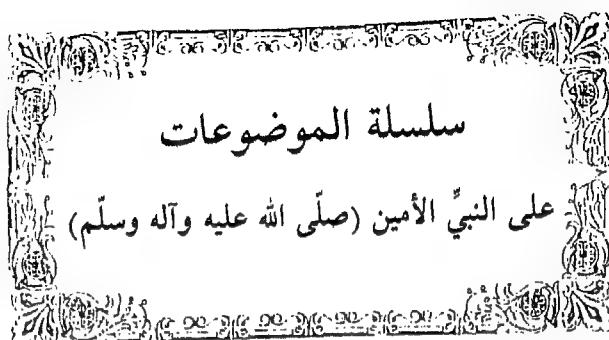 سلسلة الموضوعات
على النبيِّ الأمين (صلّى الله عليه وآله وسلّم)